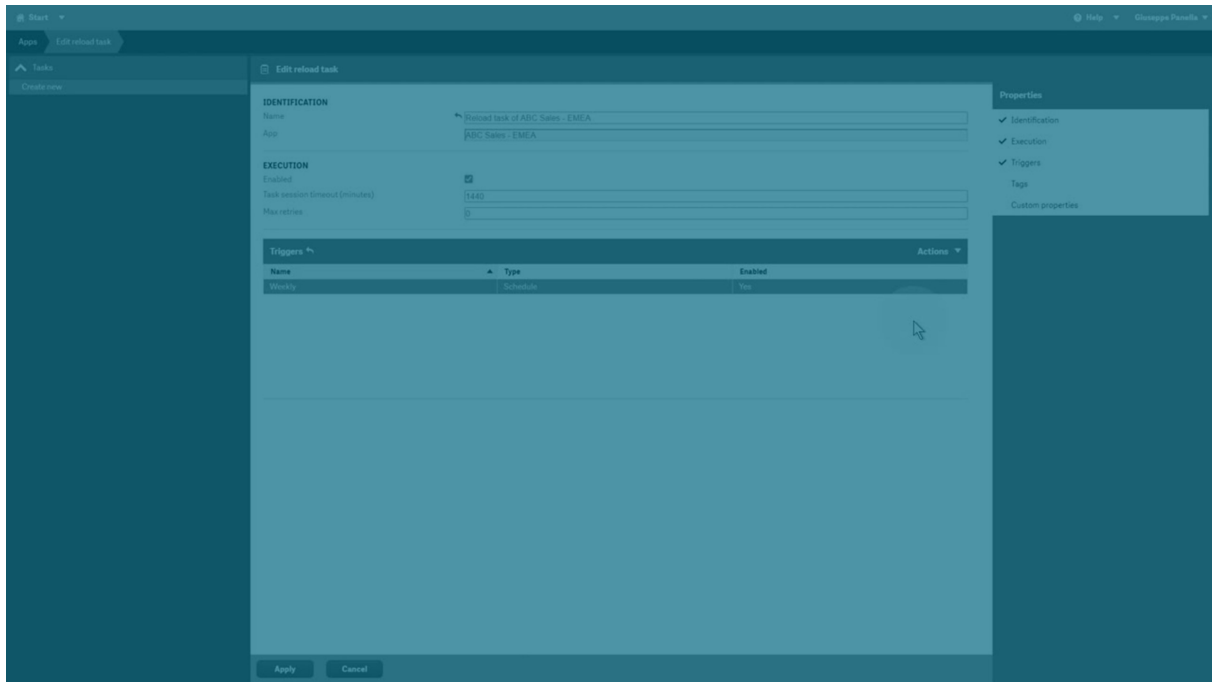 Start
Help Giuseppe Panella
Apps Edit reload task
Tasks
Create new
Edit reload task
IDENTIFICATION
Name Reload task of ABC Sales - EMEA
App ABC Sales - EMEA
EXECUTION
Enabled
Task session timeout (minutes) 1440
Max retries 0
Triggers Actions
Name Type Enabled
Weekly Schedule Yes
Properties
Identification
Execution
Triggers
Tags
Custom properties
Apply Cancel